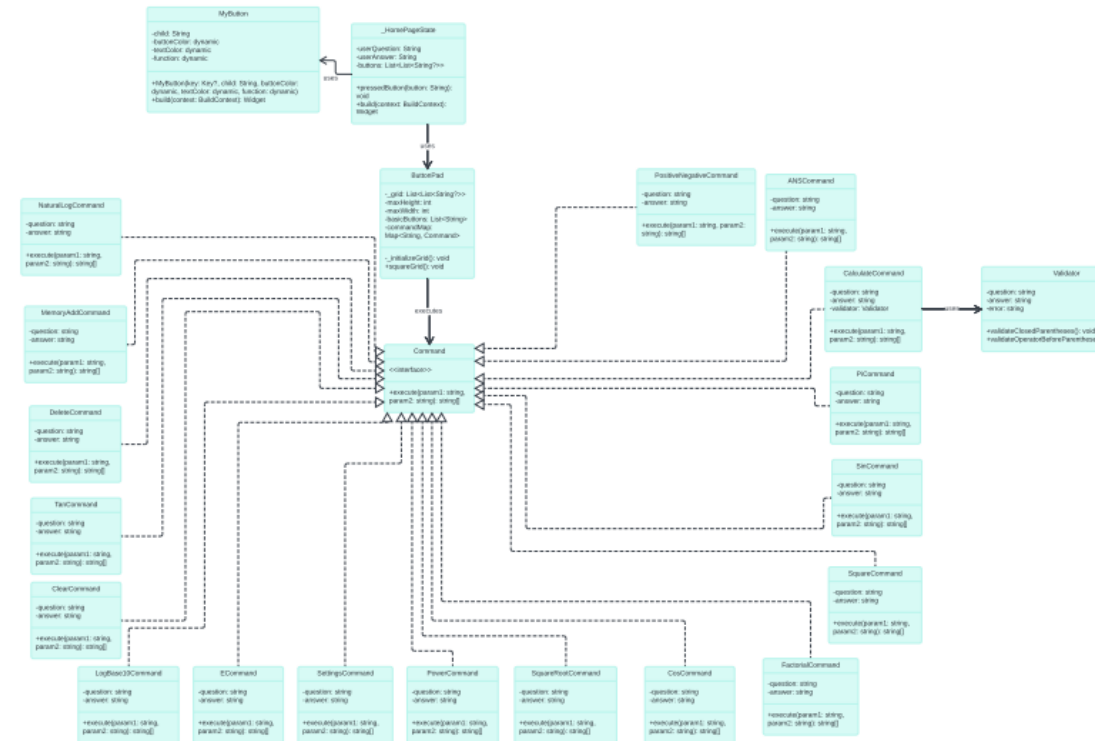 MyButton
-child: String
-buttonColor: dynamic
-textColor: dynamic
-function: dynamic
+MyButton(key: Key?, child: String, buttonColor:
dynamic, textColor: dynamic, function: dynamic)
+build(context: BuildContext): Widget
_HomePageState
-userQuestion: String
-userAnswer: String
-buttons: List<List<String?>>
+pressedButton(button: String):
void
+build(context: BuildContext):
Widget
uses
uses
ButtonPad
-_grid: List<List<String?>>
-maxHeight: int
-maxWidth: int
-basicButtons: List<String>
-commandMap:
Map<String, Command>
-_initializeGrid(): void
+squareGrid(): void
executes
Command
<<Interface>>
+execute(param1: string,
param2: string): string[]
NaturalLogCommand
-question: string
-answer: string
+execute(param1: string,
param2: string): string[]
MemoryAddCommand
-question: string
-answer: string
+execute(param1: string,
param2: string): string[]
DeleteCommand
-question: string
-answer: string
+execute(param1: string,
param2: string): string[]
TanCommand
-question: string
-answer: string
+execute(param1: string,
param2: string): string[]
ClearCommand
-question: string
-answer: string
+execute(param1: string,
param2: string): string[]
LogBase10Command
-question: string
-answer: string
+execute(param1: string,
param2: string): string[]
ECommand
-question: string
-answer: string
+execute(param1: string,
param2: string): string[]
SettingsCommand
-question: string
-answer: string
+execute(param1: string,
param2: string): string[]
PowerCommand
-question: string
-answer: string
+execute(param1: string,
param2: string): string[]
SquareRootCommand
-question: string
-answer: string
+execute(param1: string,
param2: string): string[]
CosCommand
-question: string
-answer: string
+execute(param1: string,
param2: string): string[]
FactorialCommand
-question: string
-answer: string
+execute(param1: string,
param2: string): string[]
SquareCommand
-question: string
-answer: string
+execute(param1: string,
param2: string): string[]
SinCommand
-question: string
-answer: string
+execute(param1: string,
param2: string): string[]
PiCommand
-question: string
-answer: string
+execute(param1: string,
param2: string): string[]
CalculateCommand
-question: string
-answer: string
-validator: Validator
+execute(param1: string,
param2: string): string[]
uses
Validator
-question: string
-answer: string
-error: string
+validateClosedParentheses(): void
+validateOperatorBeforeParenthese
ANSCommand
-question: string
-answer: string
+execute(param1: string,
param2: string): string[]
PositiveNegativeCommand
-question: string
-answer: string
+execute(param1: string, param2:
string): string[]